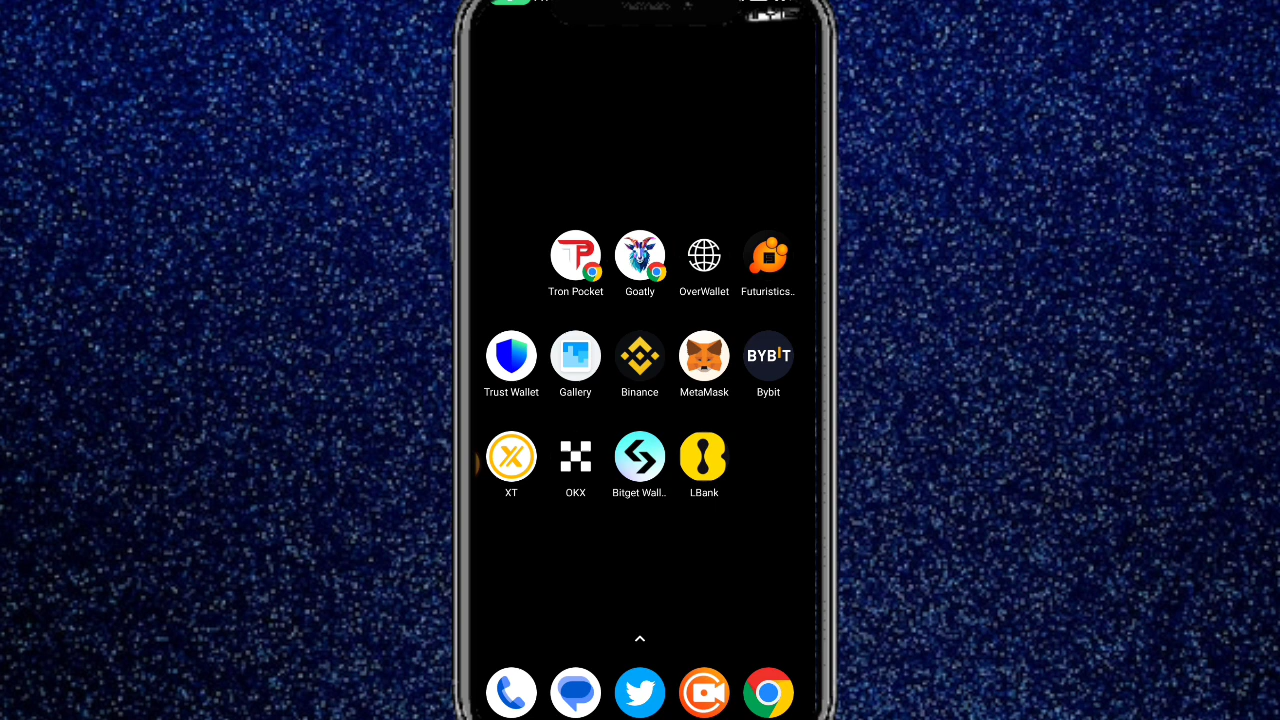 Tron Pocket Goatly OverWallet Futuristics..
BYBIT
Trust Wallet Gallery Binance MetaMask Bybit
XT OKX Bitget Wall.. LBank